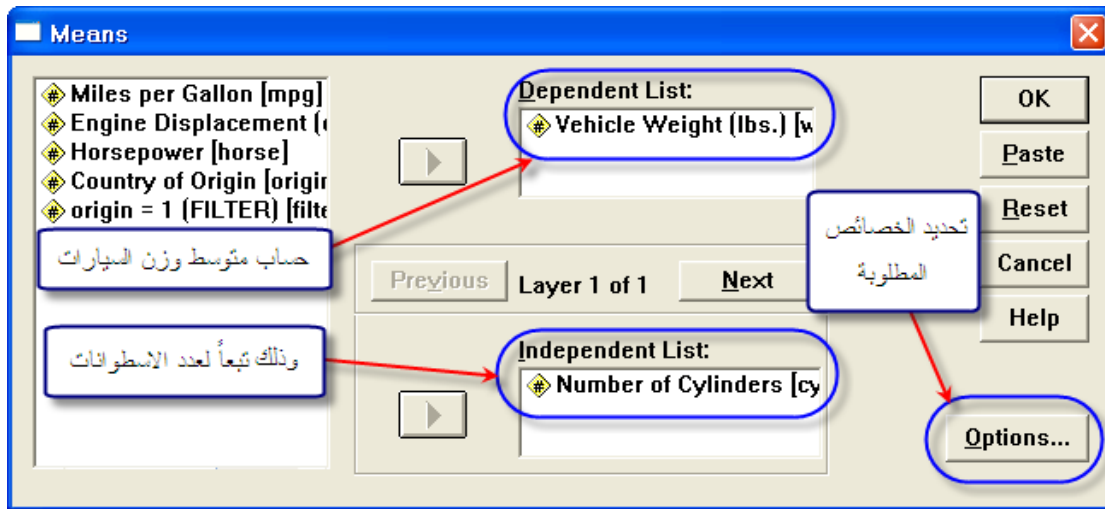 Means
Miles per Gallon [mpg]
Engine Displacement (
Horsepower [horse]
Country of Origin [origin
origin = 1 (FILTER) [filte
Dependent List:
Vehicle Weight (lbs.) [w
OK
Paste
Reset
Cancel
Help
تحديد الخصائص
المطلوبة
حساب متوسط وزن السيارات
Previous
Layer 1 of 1
Next
وذلك تبعاً لعدد الاسطوانات
Independent List:
Number of Cylinders [cy
Options...